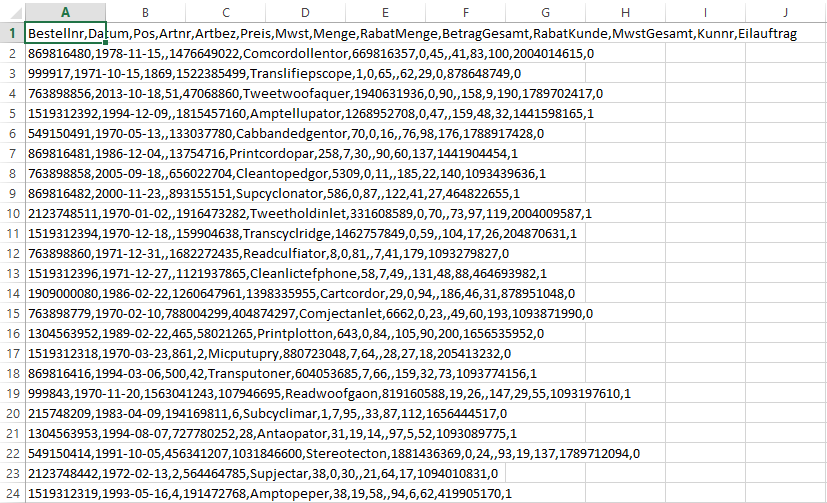 A B C D E F G H I J
1 Bestellnr,Datum,Pos,Artnr,Artbez,Preis,Mwst,Menge,RabatMenge,BetragGesamt,RabatKunde,MwstGesamt,Kunnr,Eilauftrag
2 869816480,1978-11-15,,1476649022,Comcordollentor,669816357,0,45,,41,83,100,2004014615,0
3 999917,1971-10-15,1869,1522385499,Translifiepscope,1,0,65,,62,29,0,878648749,0
4 763898856,2013-10-18,51,47068860,Tweetwoofaquer,1940631936,0,90,,158,9,190,1789702417,0
5 1519312392,1994-12-09,,1815457160,Amptellupator,1268952708,0,47,,159,48,32,1441598165,1
6 549150491,1970-05-13,,133037780,Cabbandedgentor,70,0,16,,76,98,176,1788917428,0
7 869816481,1986-12-04,,13754716,Printcordopar,258,7,30,,90,60,137,1441904454,1
8 763898858,2005-09-18,,656022704,Cleantopedgor,5309,0,11,,185,22,140,1093439636,1
9 869816482,2000-11-23,,893155151,Supcyclonator,586,0,87,,122,41,27,464822655,1
10 2123748511,1970-01-02,,1916473282,Tweetholdinlet,331608589,0,70,,73,97,119,2004009587,1
11 1519312394,1970-12-18,,159904638,Transcyclridge,1462757849,0,59,,104,17,26,204870631,1
12 763898860,1971-12-31,,1682272435,Readculfiator,8,0,81,,7,41,179,1093279827,0
13 1519312396,1971-12-27,,1121937865,Cleanlictefphone,58,7,49,,131,48,88,464693982,1
14 1909000080,1986-02-22,1260647961,1398335955,Cartcordor,29,0,94,,186,46,31,878951048,0
15 763898779,1970-02-10,788004299,404874297,Comjectanlet,6662,0,23,,49,60,193,1093871990,0
16 1304563952,1989-02-22,465,58021265,Printplotton,643,0,84,,105,90,200,1656535952,0
17 1519312318,1970-03-23,861,2,Micputupry,880723048,7,64,,28,27,18,205413232,0
18 869816416,1994-03-06,500,42,Transputoner,604053685,7,66,,159,32,73,1093774156,1
19 999843,1970-11-20,1563041243,107946695,Readwoofgaon,819160588,19,26,,147,29,55,1093197610,1
20 215748209,1983-04-09,194169811,6,Subcyclimar,1,7,95,,33,87,112,1656444517,0
21 1304563953,1994-08-07,727780252,28,Antaopator,31,19,14,,97,5,52,1093089775,1
22 549150414,1991-10-05,456341207,1031846600,Stereotecton,1881436369,0,24,,93,19,137,1789712094,0
23 2123748442,1972-02-13,2,564464785,Supjectar,38,0,30,,21,64,17,1094010831,0
24 1519312319,1993-05-16,4,191472768,Amptopeper,38,19,58,,94,6,62,419905170,1